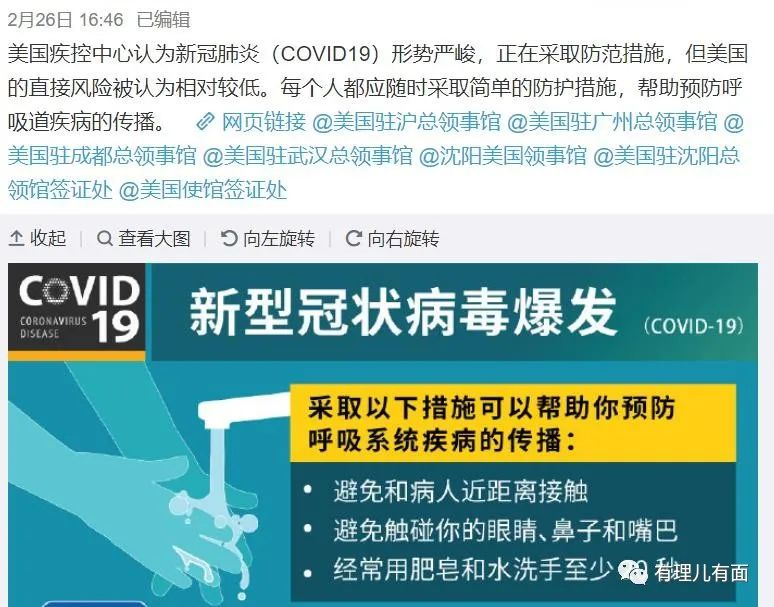 2月26日 16:46 已编辑
美国疾控中心认为新冠肺炎（COVID19）形势严峻，正在采取防范措施，但美国
的直接风险被认为相对较低。每个人都应随时采取简单的防护措施，帮助预防呼
吸道疾病的传播。 网页链接 @美国驻沪总领事馆 @美国驻广州总领事馆 @
美国驻成都总领事馆 @美国驻武汉总领事馆 @沈阳美国领事馆 @美国驻沈阳总
领馆签证处 @美国使馆签证处
收起 查看大图 向左旋转 向右旋转
COVID
CORONAVIRUS
DISEASE 19
新型冠状病毒爆发 （COVID-19）
采取以下措施可以帮助你预防
呼吸系统疾病的传播：
• 避免和病人近距离接触
• 避免触碰你的眼睛、鼻子和嘴巴
• 经常用肥皂和水洗手至少 0 秒
有理儿有面